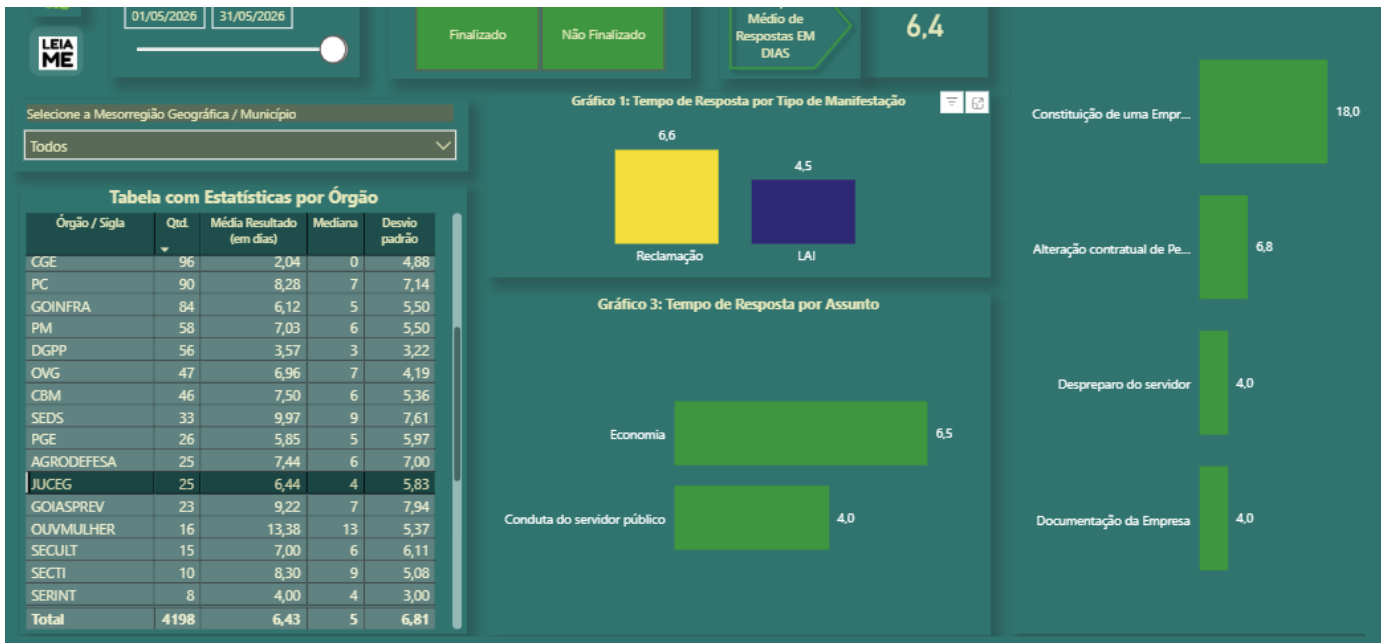 01/05/2026 31/05/2026
LEIA
ME
Finalizado Não Finalizado
Médio de
Respostas EM
DIAS
6,4
Selecione a Mesorregião Geográfica / Município
Todos
Tabela com Estatísticas por Órgão
Órgão / Sigla Qtd. Média Resultado (em dias) Mediana Desvio padrão
CGE 96 2,04 0 4,88
PC 90 8,28 7 7,14
GOINFRA 84 6,12 5 5,50
PM 58 7,03 6 5,50
DGPP 56 3,57 3 3,22
OVG 47 6,96 7 4,19
CBM 46 7,50 6 5,36
SEDS 33 9,97 9 7,61
PGE 26 5,85 5 5,97
AGRODEFESA 25 7,44 6 7,00
JUCEG 25 6,44 4 5,83
GOIASPREV 23 9,22 7 7,94
OUVMULHER 16 13,38 13 5,37
SECULT 15 7,00 6 6,11
SECTI 10 8,30 9 5,08
SERINT 8 4,00 4 3,00
Total 4198 6,43 5 6,81
Gráfico 1: Tempo de Resposta por Tipo de Manifestação
6,6
4,5
Reclamação LAI
Gráfico 3: Tempo de Resposta por Assunto
Economia 6,5
Conduta do servidor público 4,0
Constituição de uma Empr... 18,0
Alteração contratual de Pe... 6,8
Despreparo do servidor 4,0
Documentação da Empresa 4,0